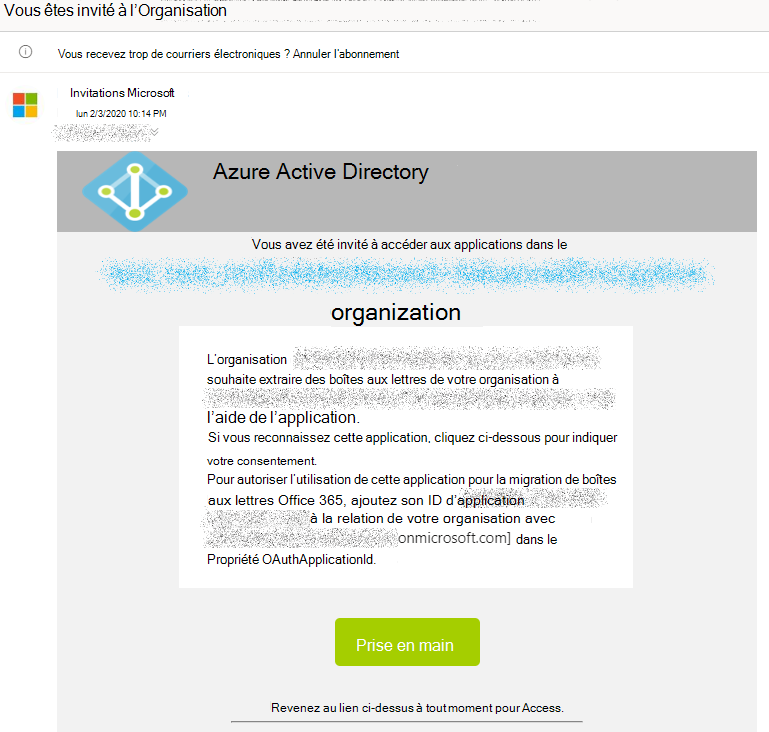 Vous êtes invité à l’Organisation
Vous recevez trop de courriers électroniques ? Annuler l’abonnement
Invitations Microsoft
lun 2/3/2020 10:14 PM
Azure Active Directory
Vous avez été invité à accéder aux applications dans le
organization
L’organisation
souhaite extraire des boîtes aux lettres de votre organisation à
l’aide de l’application.
Si vous reconnaissez cette application, cliquez ci-dessous pour indiquer
votre consentement.
Pour autoriser l’utilisation de cette application pour la migration de boîtes
aux lettres Office 365, ajoutez son ID d’application
à la relation de votre organisation avec
onmicrosoft.com] dans le
Propriété OAuthApplicationId.
Prise en main
Revenez au lien ci-dessus à tout moment pour Access.